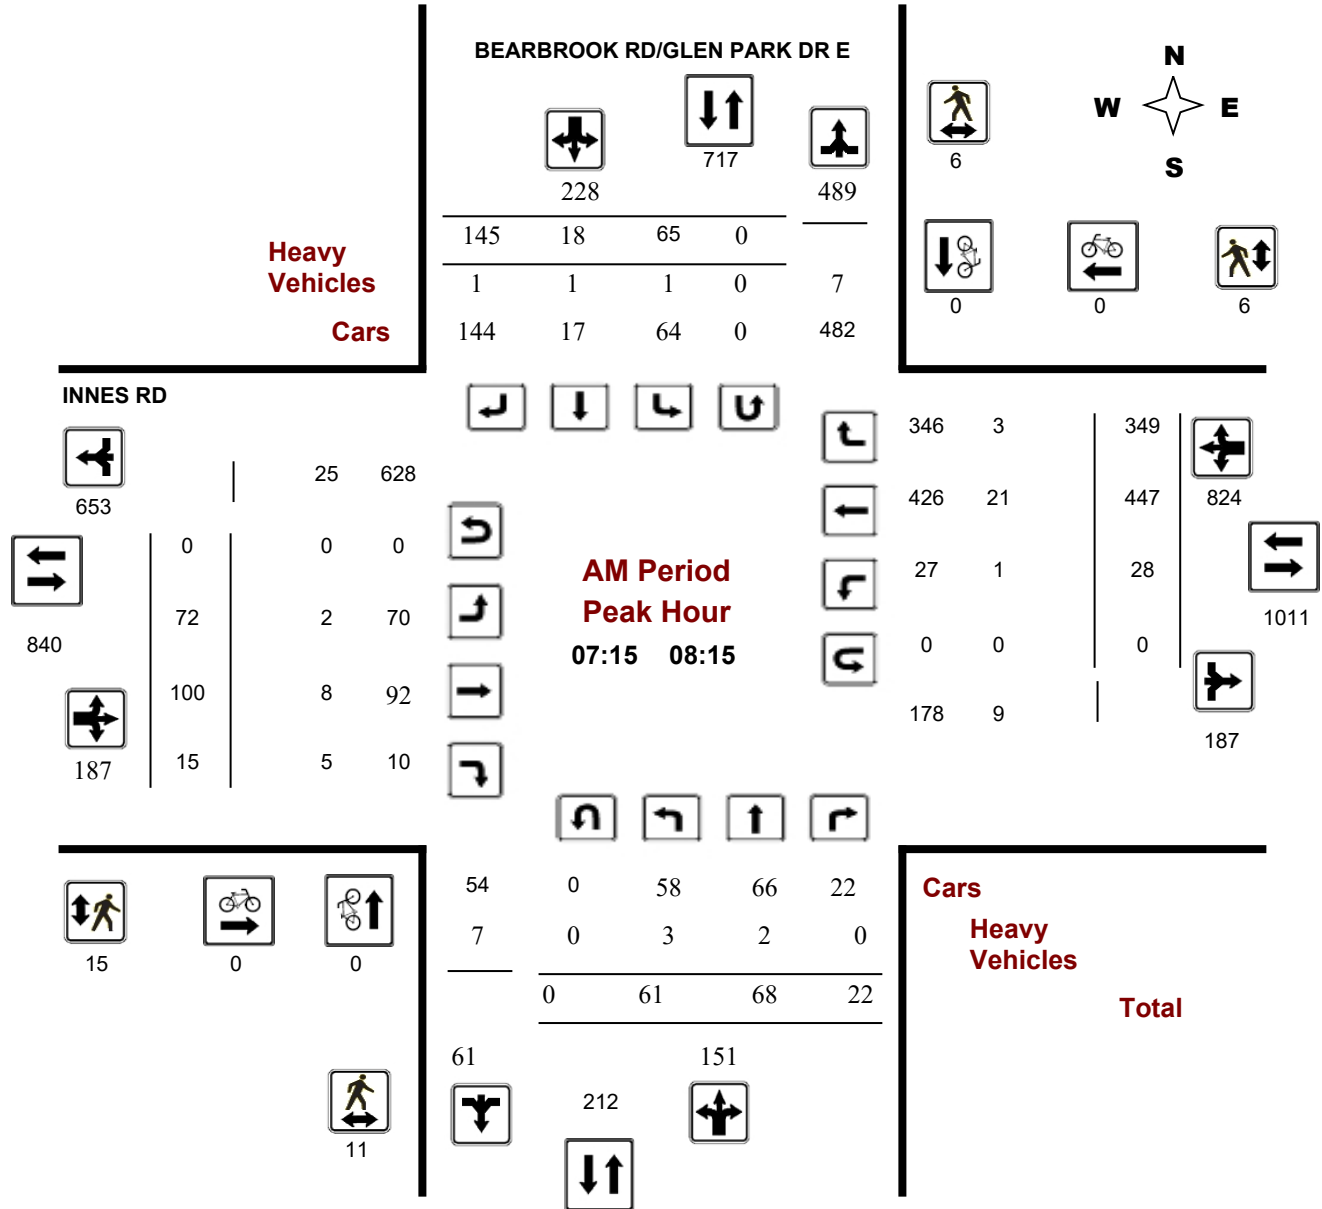 BEARBROOK RD/GLEN PARK DR E
N
W E
S
717
6
228 489
145 18 65 0
Heavy
Vehicles
1 1 1 0 7
0 0 6
Cars
144 17 64 0 482
INNES RD
346 3 349
25 628
653
426 21 447 824
0 0 0
AM Period
27 1 28
Peak Hour
72 2 70
1011
840
07:15 08:15
0 0 0
100 8 92
178 9
187
187
15 5 10
54 0 58 66 22
Cars
7 0 3 2 0
Heavy
Vehicles
15 0 0
0 61 68 22
Total
61 151
212
11